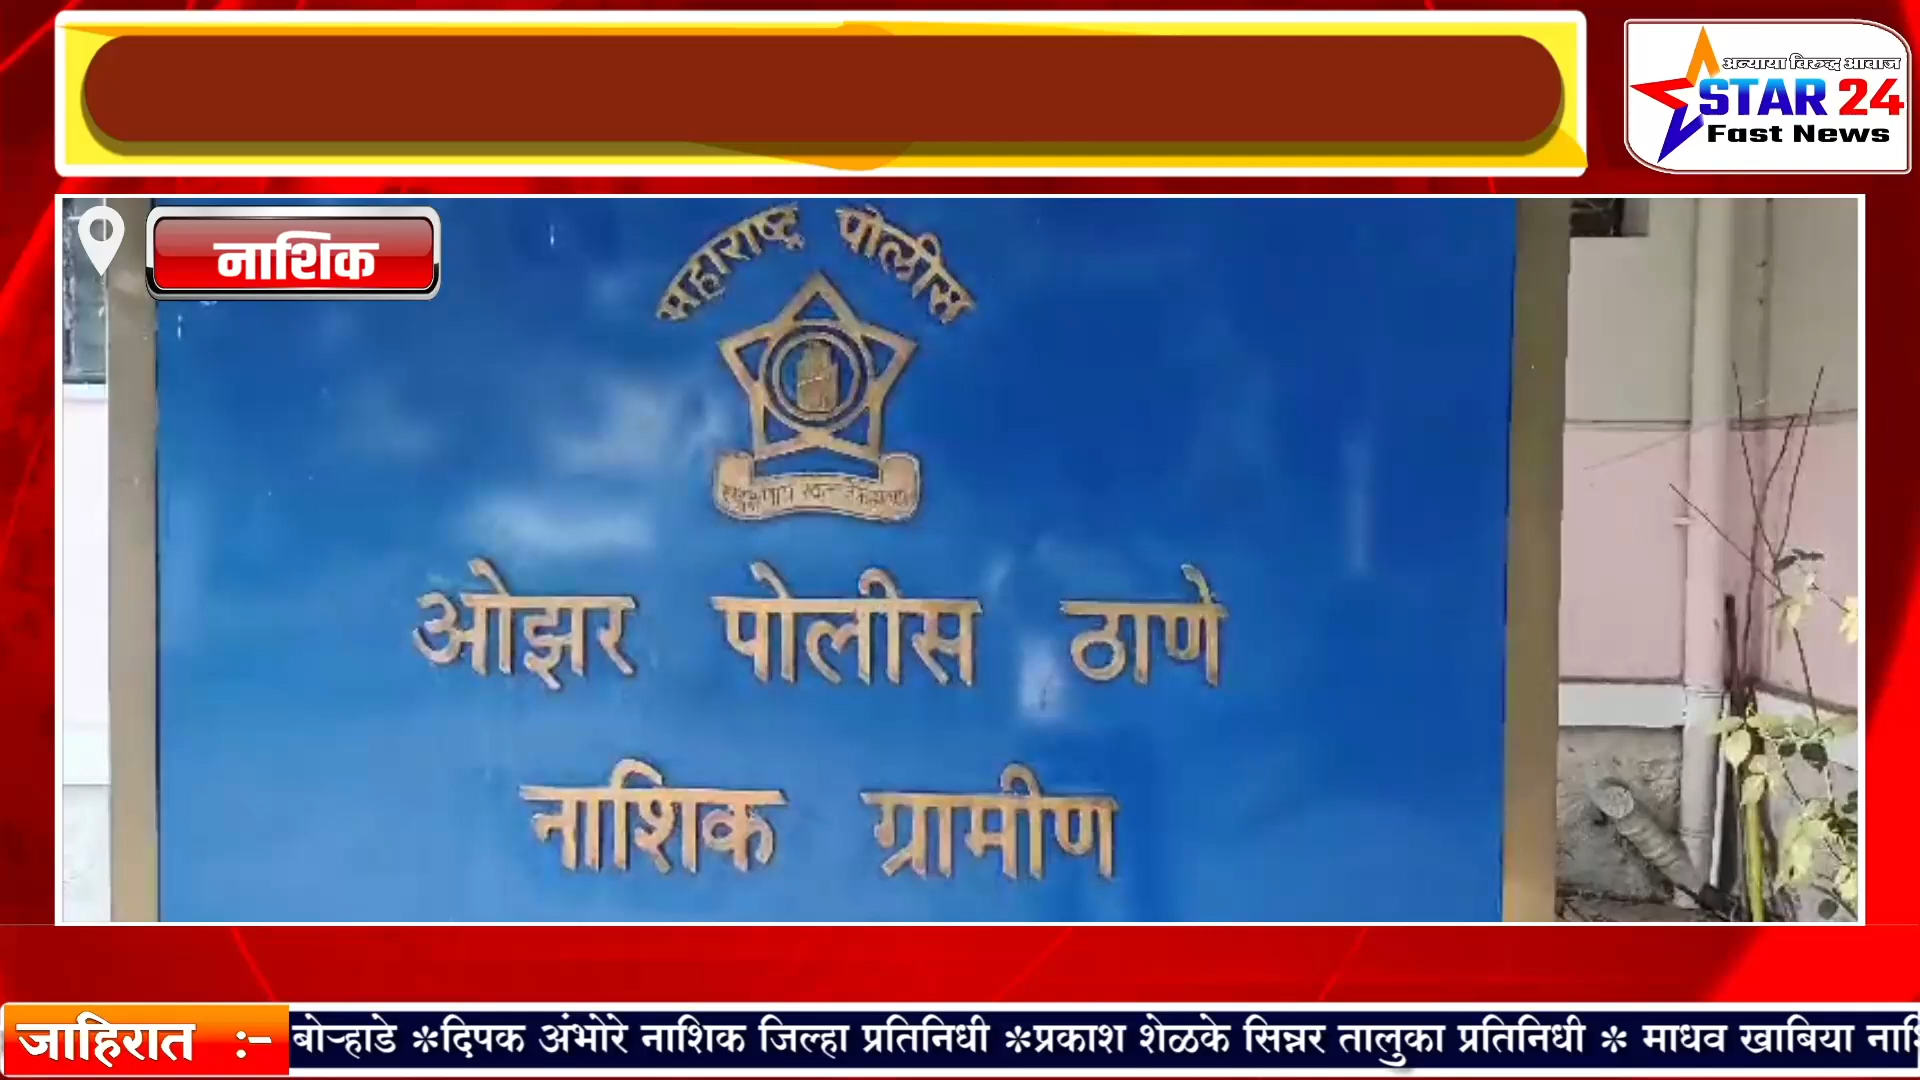 अन्याया विरुद्ध आवाज
STAR 24
Fast News
नाशिक
महाराष्ट्र पोलीस
ओझर पोलीस ठाणे
नाशिक ग्रामीण
जाहिरात :- बोऱ्हाडे *दिपक अंभोरे नाशिक जिल्हा प्रतिनिधी *प्रकाश शेळके सिन्नर तालुका प्रतिनिधी * माधव खाबिया